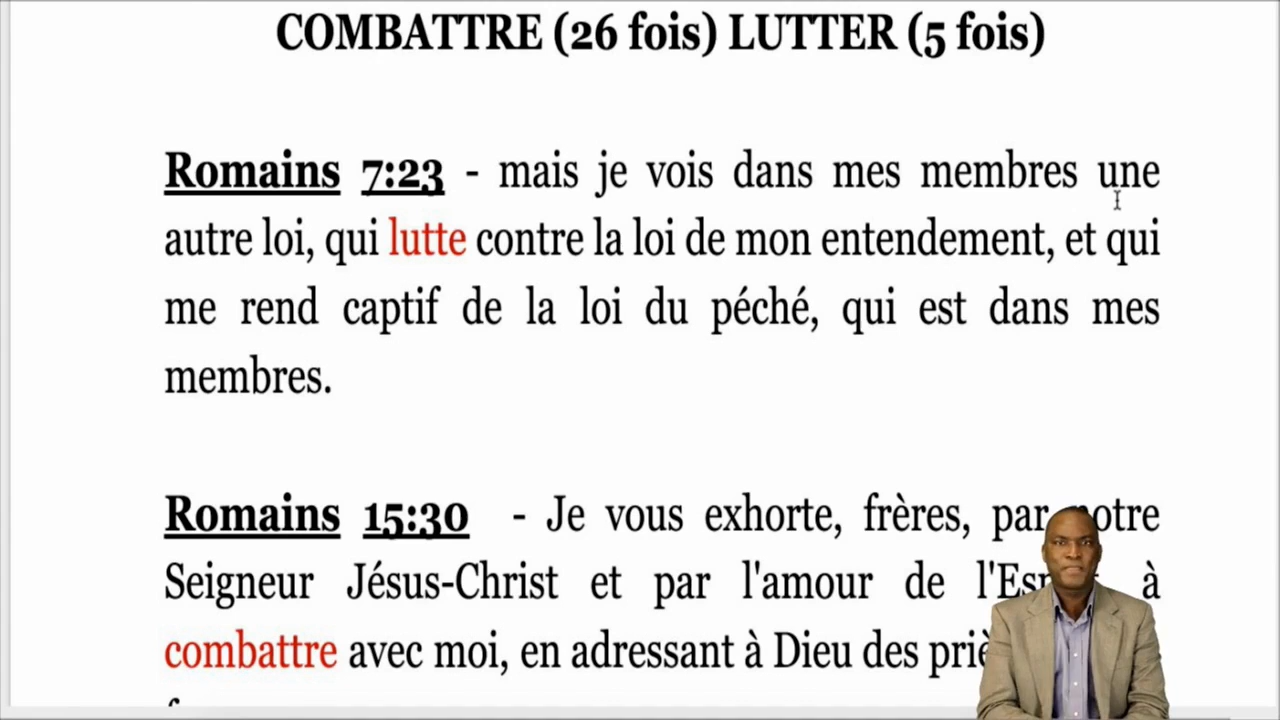 COMBATTRE (26 fois) LUTTER (5 fois)
Romains 7:23 - mais je vois dans mes membres une
autre loi, qui lutte contre la loi de mon entendement, et qui
me rend captif de la loi du péché, qui est dans mes
membres.
Romains 15:30 - Je vous exhorte, frères, par
Seigneur Jésus-Christ et par l'amour de à
combattre avec moi, en adressant à Dieu des